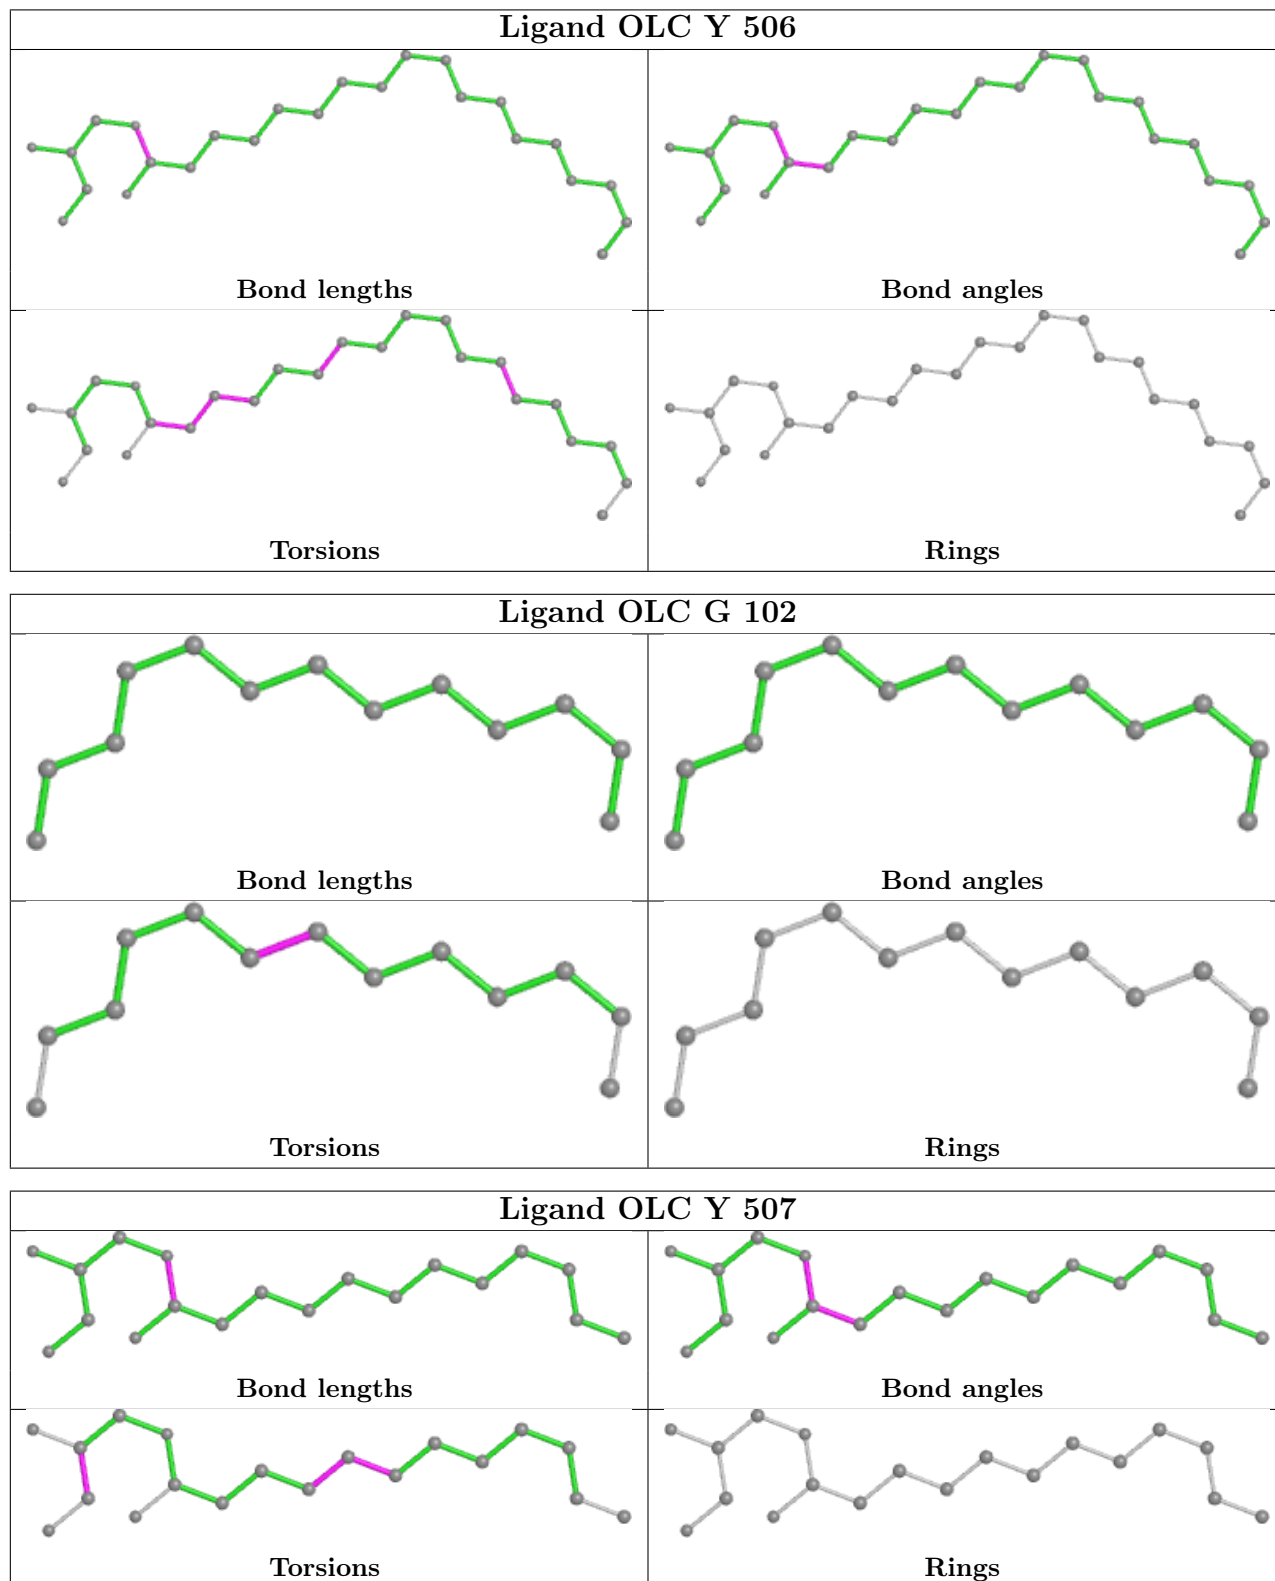 Ligand OLC Y 506
Bond lengths
Bond angles
Torsions
Rings
Ligand OLC G 102
Bond lengths
Bond angles
Torsions
Rings
Ligand OLC Y 507
Bond lengths
Bond angles
Torsions
Rings